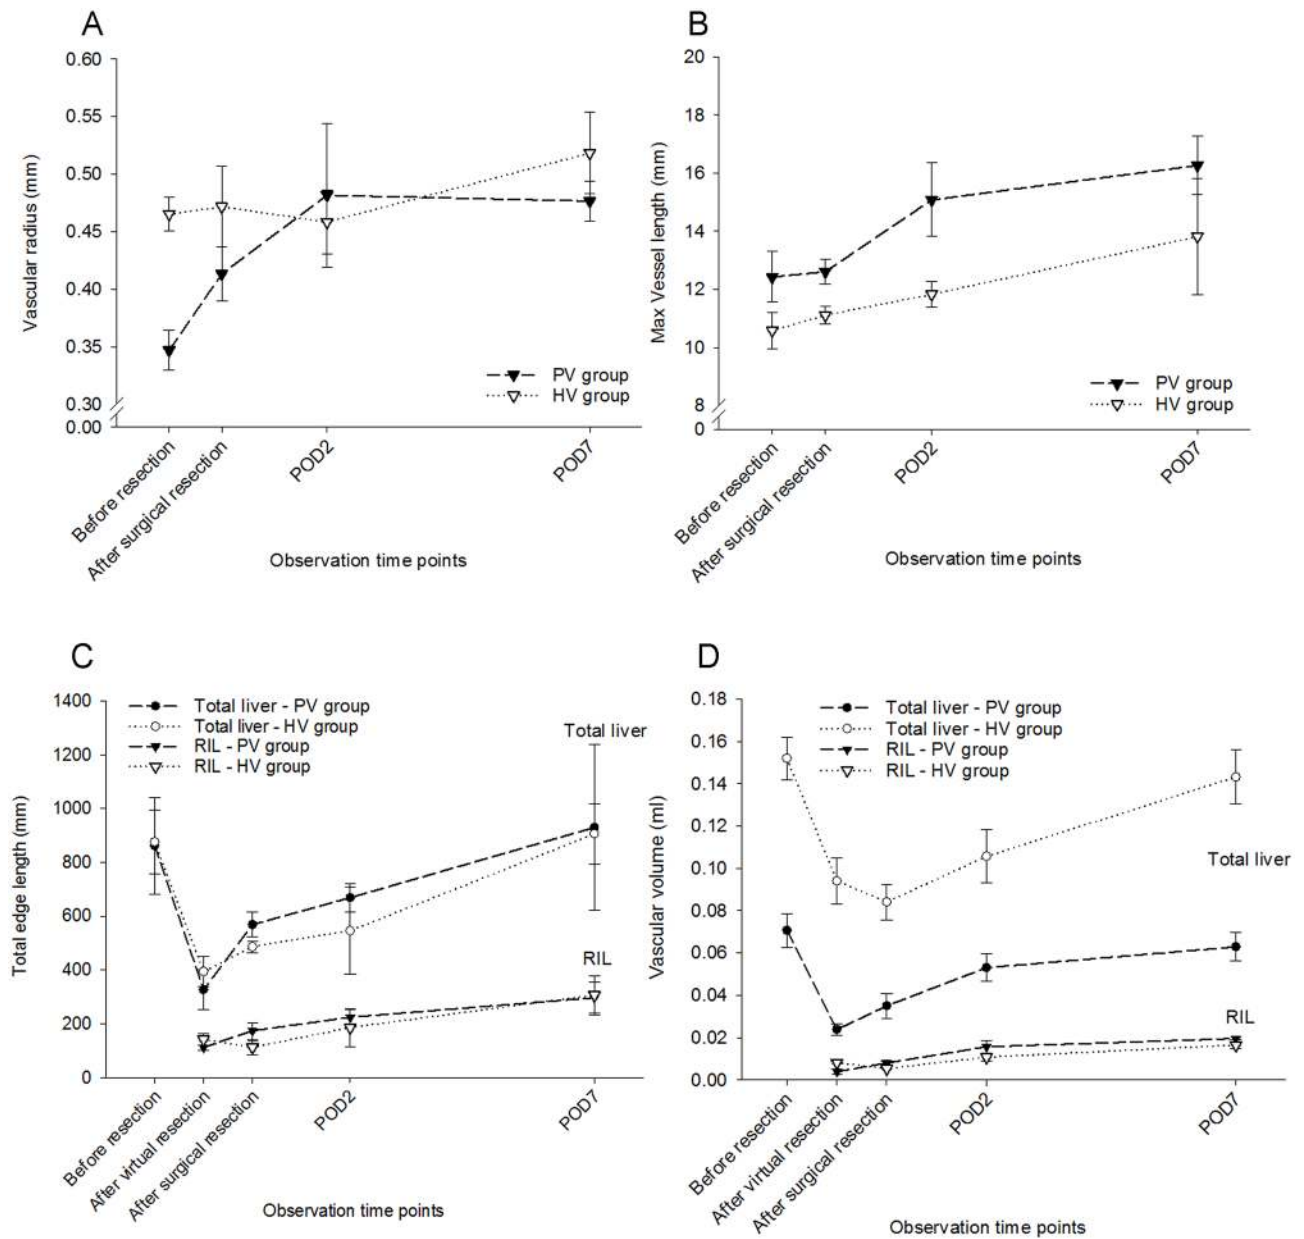 A
0.60
0.55
0.50
0.45
0.40
0.35
0.30
0.00
Vascular radius (mm)
PV group
HV group
Before resection
After surgical resection
POD2
POD7
Observation time points
B
20
18
16
14
12
10
8
0
Max Vessel length (mm)
PV group
HV group
Before resection
After surgical resection
POD2
POD7
Observation time points
C
1400
1200
1000
800
600
400
200
0
Total edge length (mm)
Total liver - PV group
Total liver - HV group
RIL - PV group
RIL - HV group
Total liver
RIL
Before resection
After virtual resection
After surgical resection
POD2
POD7
Observation time points
D
0.18
0.16
0.14
0.12
0.10
0.08
0.06
0.04
0.02
0.00
Vascular volume (ml)
Total liver - PV group
Total liver - HV group
RIL - PV group
RIL - HV group
Total liver
RIL
Before resection
After virtual resection
After surgical resection
POD2
POD7
Observation time points